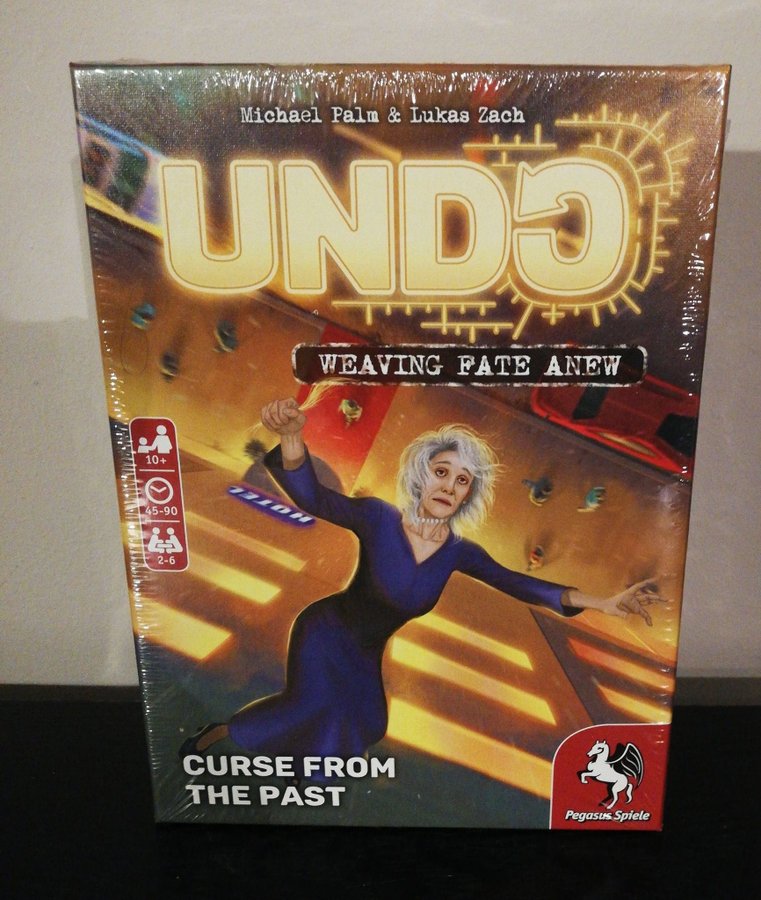 Michael Palm & Lukas Zach
UNDO
WEAVING FATE ANEW
10+
45-90
2-6
HOTEL
CURSE FROM
THE PAST
Pegasus Spiele